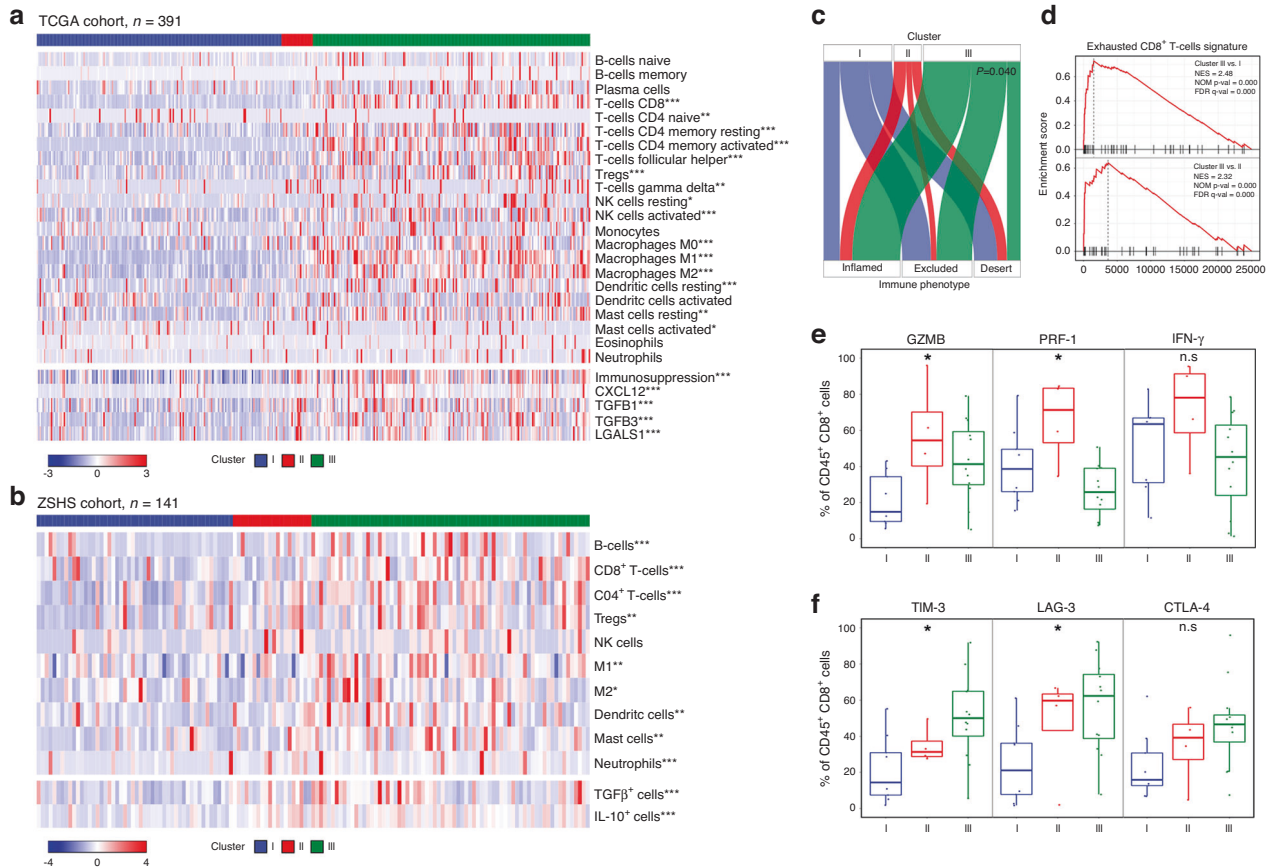 a
TCGA cohort, n = 391
B-cells naive
B-cells memory
Plasma cells
T-cells CD8***
T-cells CD4 naive**
T-cells CD4 memory resting***
T-cells CD4 memory activated***
T-cells follicular helper***
Tregs***
T-cells gamma delta**
NK cells resting*
NK cells activated***
Monocytes
Macrophages M0***
Macrophages M1***
Macrophages M2***
Dendritic cells resting***
Dendritc cells activated
Mast cells resting**
Mast cells activated*
Eosinophils
Neutrophils
Immunosuppression***
CXCL12***
TGFB1***
TGFB3***
LGALS1***
-3 0 3
Cluster I II III
b
ZSHS cohort, n = 141
B-cells***
CD8+ T-cells***
C04+ T-cells***
Tregs**
NK cells
M1**
M2*
Dendritc cells**
Mast cells**
Neutrophils***
TGFβ+ cells***
IL-10+ cells***
-4 0 4
Cluster I II III
c
Cluster
I II III
P=0.040
Inflamed Excluded Desert
Immune phenotype
d
Exhausted CD8+ T-cells signature
Enrichment score
0.6
0.4
0.2
0.0
Cluster III vs. I
NES = 2.48
NOM p-val = 0.000
FDR q-val = 0.000
0.6
0.4
0.2
0.0
Cluster III vs. II
NES = 2.32
NOM p-val = 0.000
FDR q-val = 0.000
0 5000 10000 15000 20000 25000
e
GZMB PRF-1 IFN-γ
* * n.s
% of CD45+ CD8+ cells
100
80
60
40
20
0
I II III I II III I II III
f
TIM-3 LAG-3 CTLA-4
* * n.s
% of CD45+ CD8+ cells
100
80
60
40
20
0
I II III I II III I II III